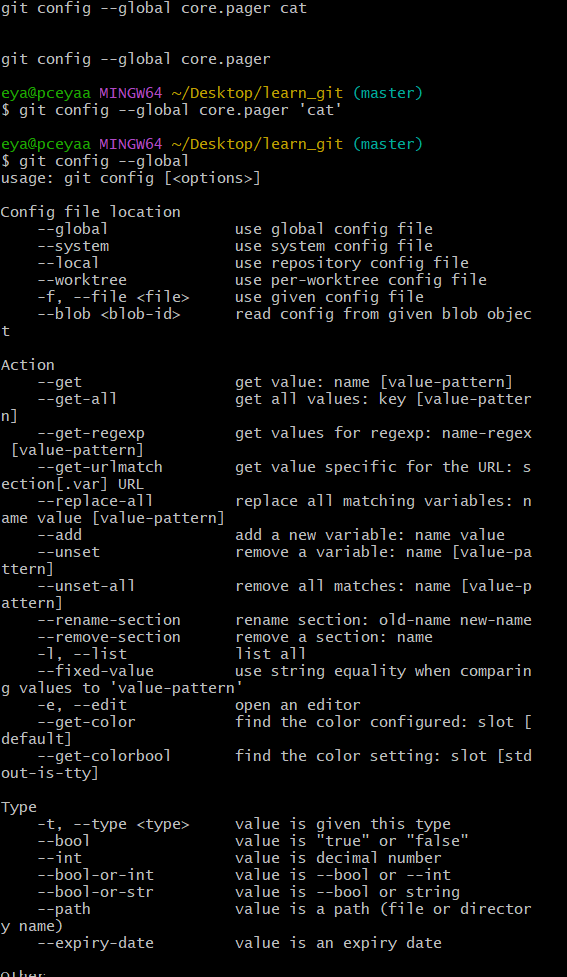 git config --global core.pager cat
git config --global core.pager
eya@pceyaa MINGW64 ~/Desktop/learn_git (master)
$ git config --global core.pager 'cat'
eya@pceyaa MINGW64 ~/Desktop/learn_git (master)
$ git config --global
usage: git config [<options>]
Config file location
    --global              use global config file
    --system              use system config file
    --local               use repository config file
    --worktree            use per-worktree config file
    -f, --file <file>     use given config file
    --blob <blob-id>      read config from given blob objec
t
Action
    --get                 get value: name [value-pattern]
    --get-all             get all values: key [value-patter
n]
    --get-regexp          get values for regexp: name-regex
 [value-pattern]
    --get-urlmatch        get value specific for the URL: s
ection[.var] URL
    --replace-all         replace all matching variables: n
ame value [value-pattern]
    --add                 add a new variable: name value
    --unset               remove a variable: name [value-pa
ttern]
    --unset-all           remove all matches: name [value-p
attern]
    --rename-section      rename section: old-name new-name
    --remove-section      remove a section: name
    -l, --list            list all
    --fixed-value         use string equality when comparin
g values to 'value-pattern'
    -e, --edit            open an editor
    --get-color           find the color configured: slot [
default]
    --get-colorbool       find the color setting: slot [std
out-is-tty]
Type
    -t, --type <type>     value is given this type
    --bool                value is "true" or "false"
    --int                 value is decimal number
    --bool-or-int         value is --bool or --int
    --bool-or-str         value is --bool or string
    --path                value is a path (file or director
y name)
    --expiry-date         value is an expiry date
Other